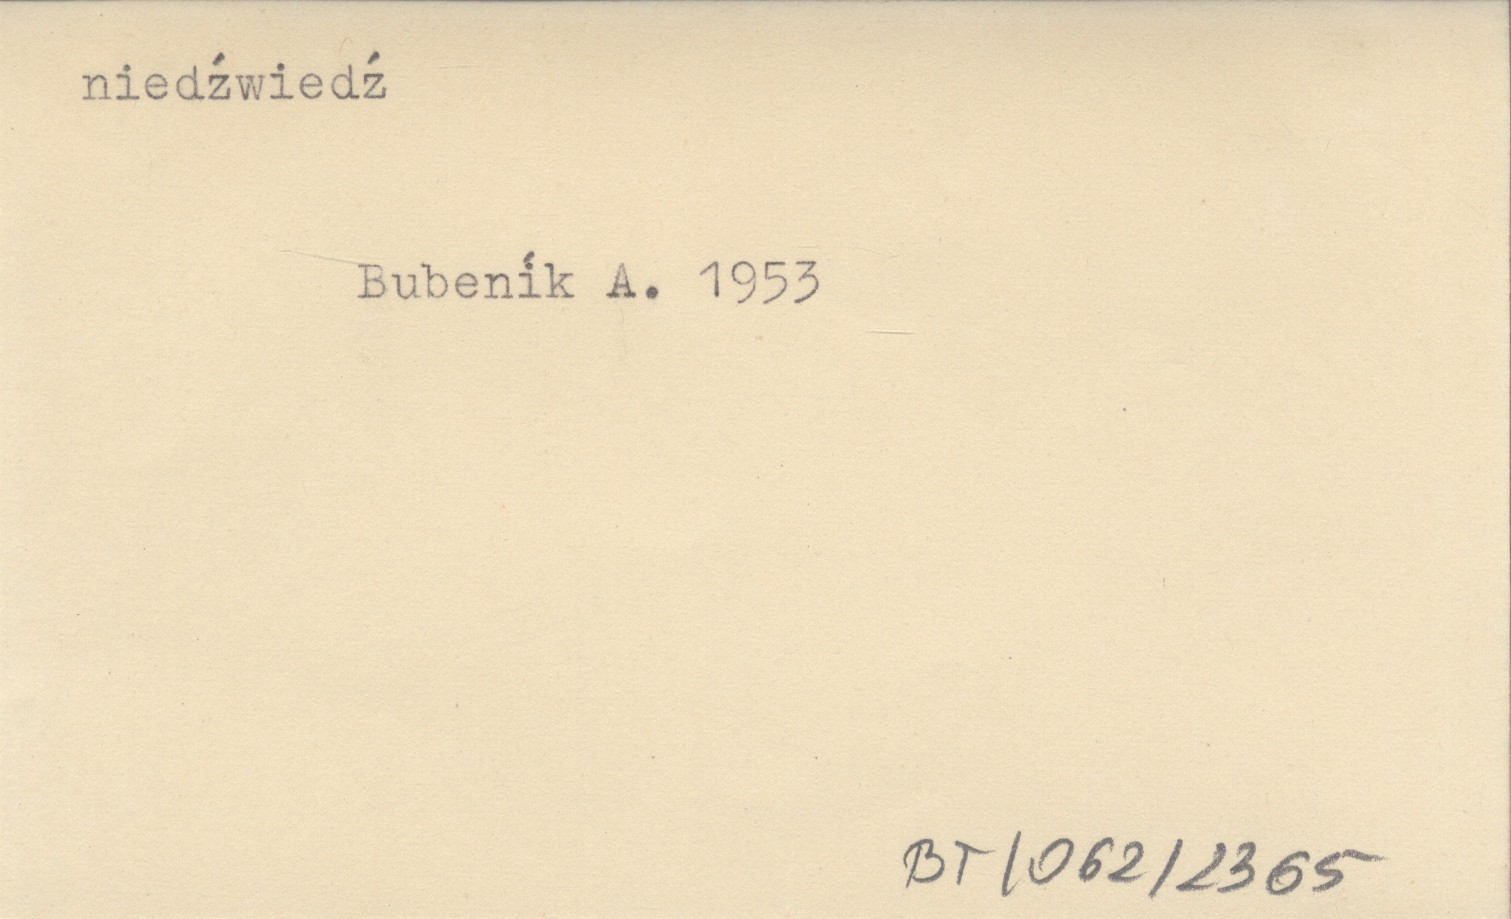 niedźwiedź
Bubeník A. 1953
BT/062/2365